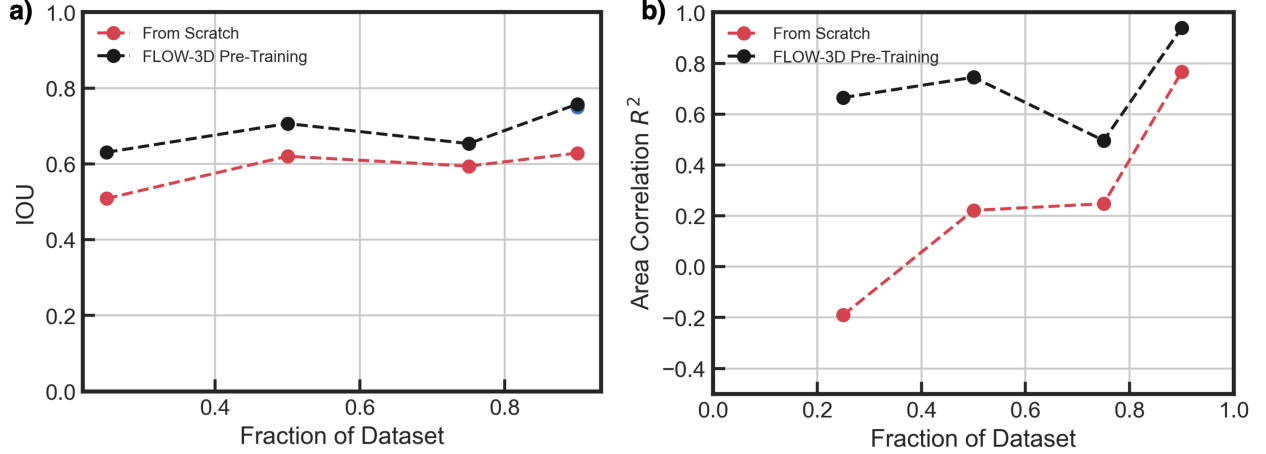 a)
1.0
0.8
0.6
0.4
0.2
0.0
IOU
From Scratch
FLOW-3D Pre-Training
0.4 0.6 0.8
Fraction of Dataset
b)
1.0
0.8
0.6
0.4
0.2
0.0
−0.2
−0.4
Area Correlation R²
From Scratch
FLOW-3D Pre-Training
0.0 0.2 0.4 0.6 0.8 1.0
Fraction of Dataset